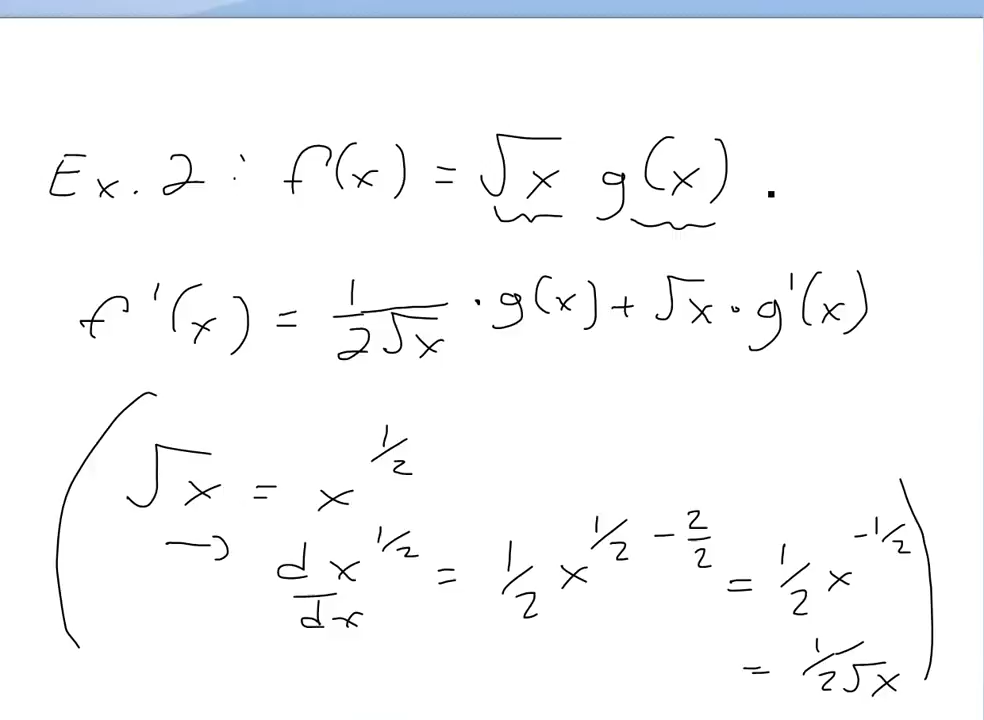 Ex. 2 : f(x) = √x g(x) .
f'(x) = 1/(2√x) · g(x) + √x · g'(x)
( √x = x^(1/2)
→ d/dx x^(1/2) = 1/2 x^(1/2 − 2/2) = 1/2 x^(−1/2)
= 1/2√x )